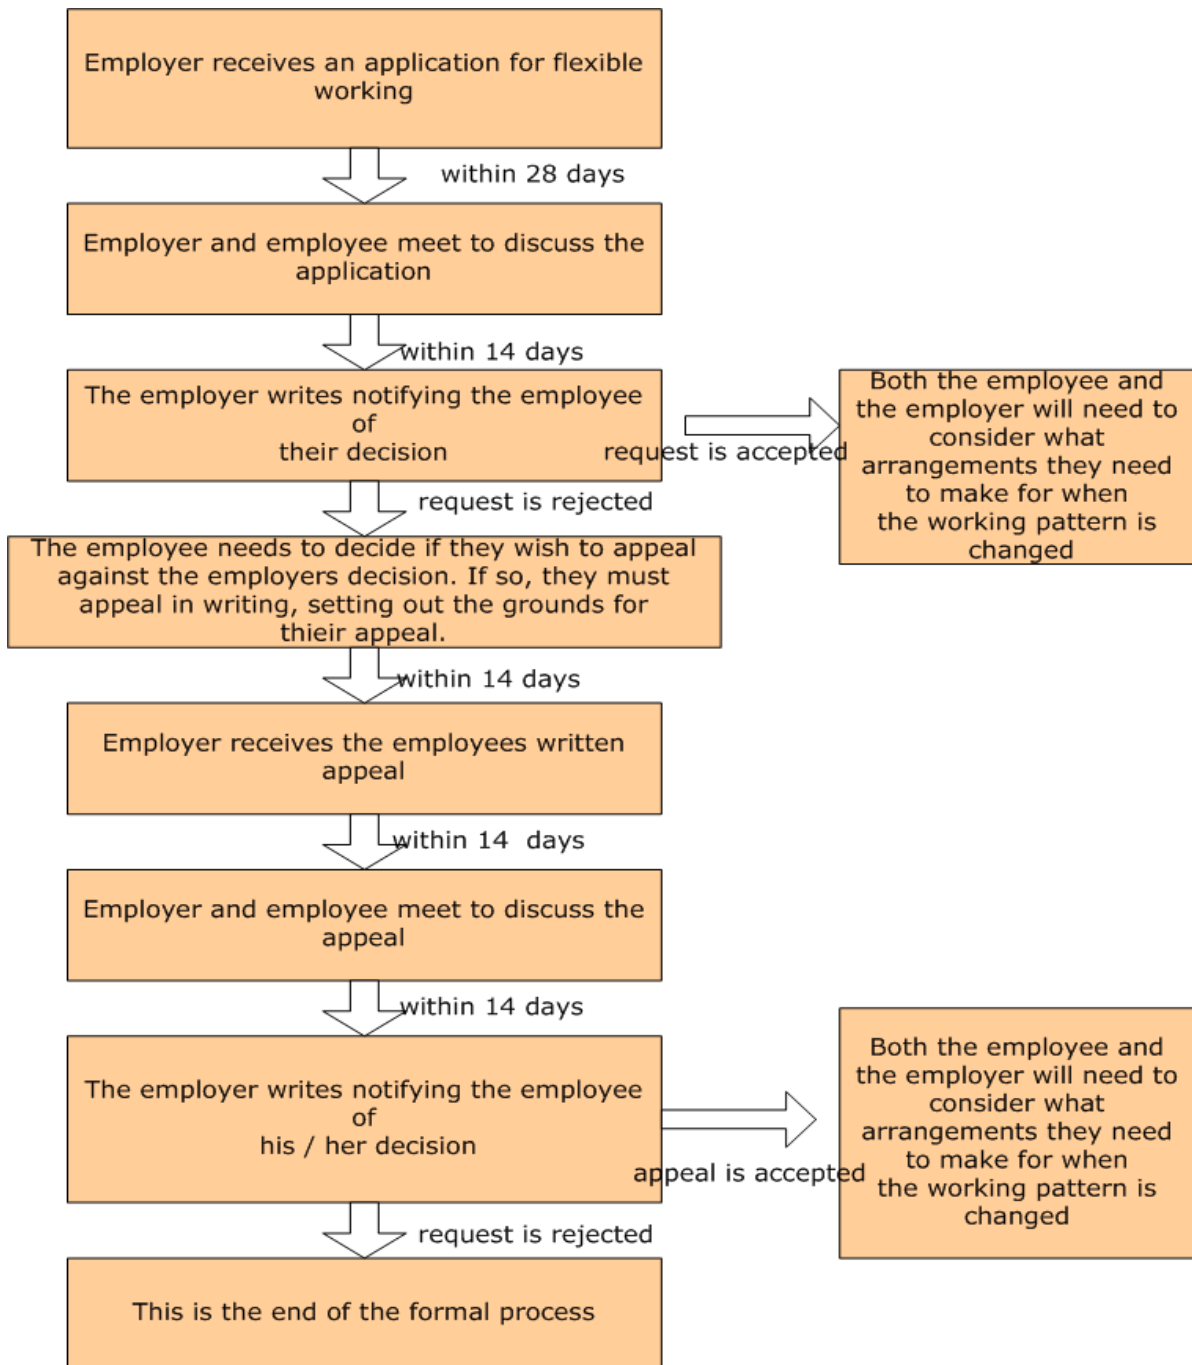 Employer receives an application for flexible
working
within 28 days
Employer and employee meet to discuss the
application
within 14 days
The employer writes notifying the employee
of
their decision
request is accepted
Both the employee and
the employer will need to
consider what
arrangements they need
to make for when
the working pattern is
changed
request is rejected
The employee needs to decide if they wish to appeal
against the employers decision. If so, they must
appeal in writing, setting out the grounds for
thieir appeal.
within 14 days
Employer receives the employees written
appeal
within 14  days
Employer and employee meet to discuss the
appeal
within 14 days
The employer writes notifying the employee
of
his / her decision
appeal is accepted
Both the employee and
the employer will need to
consider what
arrangements they need
to make for when
the working pattern is
changed
request is rejected
This is the end of the formal process